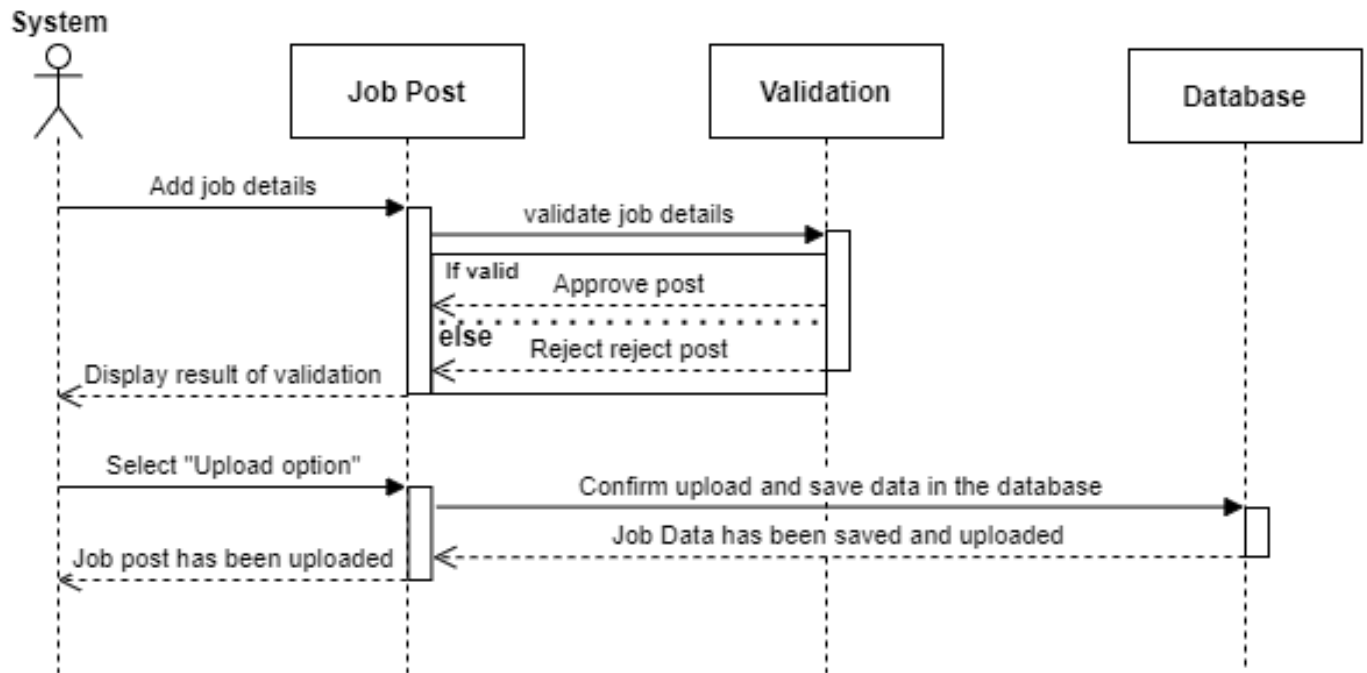 System
Job Post
Validation
Database
Add job details
validate job details
If valid
Approve post
else
Reject reject post
Display result of validation
Select "Upload option"
Confirm upload and save data in the database
Job Data has been saved and uploaded
Job post has been uploaded